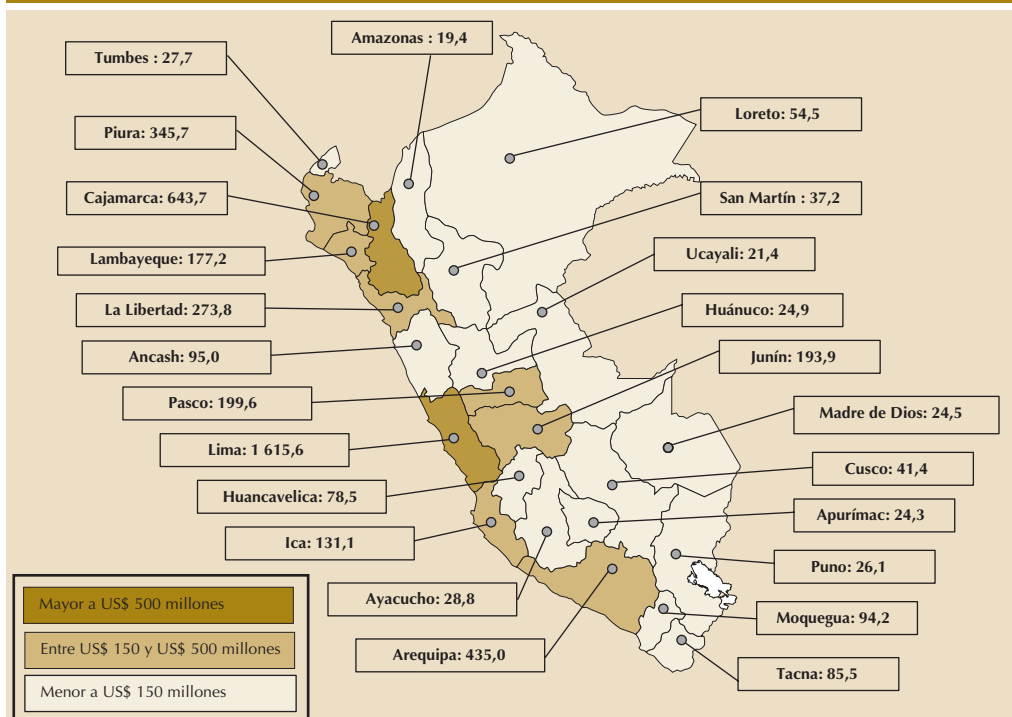 Amazonas : 19,4
Tumbes : 27,7
Loreto: 54,5
Piura: 345,7
Cajamarca: 643,7
San Martín : 37,2
Lambayeque: 177,2
Ucayali: 21,4
La Libertad: 273,8
Huánuco: 24,9
Ancash: 95,0
Junín: 193,9
Pasco: 199,6
Madre de Dios: 24,5
Lima: 1 615,6
Cusco: 41,4
Huancavelica: 78,5
Apurímac: 24,3
Ica: 131,1
Puno: 26,1
Ayacucho: 28,8
Moquegua: 94,2
Arequipa: 435,0
Tacna: 85,5
Mayor a US$ 500 millones
Entre US$ 150 y US$ 500 millones
Menor a US$ 150 millones